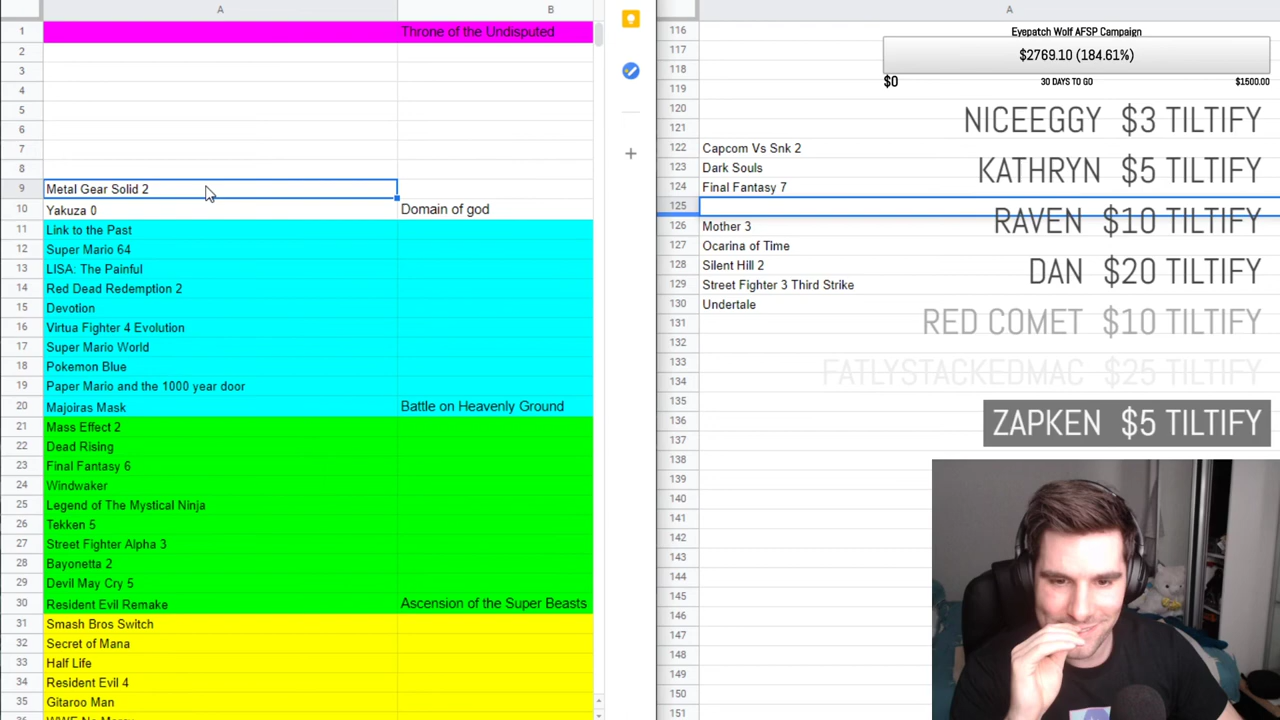 A
B
1 Throne of the Undisputed
2
3
4
5
6
7
8
9 Metal Gear Solid 2
10 Yakuza 0 Domain of god
11 Link to the Past
12 Super Mario 64
13 LISA: The Painful
14 Red Dead Redemption 2
15 Devotion
16 Virtua Fighter 4 Evolution
17 Super Mario World
18 Pokemon Blue
19 Paper Mario and the 1000 year door
20 Majoiras Mask Battle on Heavenly Ground
21 Mass Effect 2
22 Dead Rising
23 Final Fantasy 6
24 Windwaker
25 Legend of The Mystical Ninja
26 Tekken 5
27 Street Fighter Alpha 3
28 Bayonetta 2
29 Devil May Cry 5
30 Resident Evil Remake Ascension of the Super Beasts
31 Smash Bros Switch
32 Secret of Mana
33 Half Life
34 Resident Evil 4
35 Gitaroo Man
A
116
117
118
119
120
121
122 Capcom Vs Snk 2
123 Dark Souls
124 Final Fantasy 7
125
126 Mother 3
127 Ocarina of Time
128 Silent Hill 2
129 Street Fighter 3 Third Strike
130 Undertale
131
132
133
134
135
136
137
138
139
140
141
142
143
144
145
146
147
148
149
150
151
Eyepatch Wolf AFSP Campaign
$2769.10 (184.61%)
$0 30 DAYS TO GO $1500.00
NICEEGGY $3 TILTIFY
KATHRYN $5 TILTIFY
RAVEN $10 TILTIFY
DAN $20 TILTIFY
RED COMET $10 TILTIFY
FATLYSTACKEDMAC $25 TILTIFY
ZAPKEN $5 TILTIFY